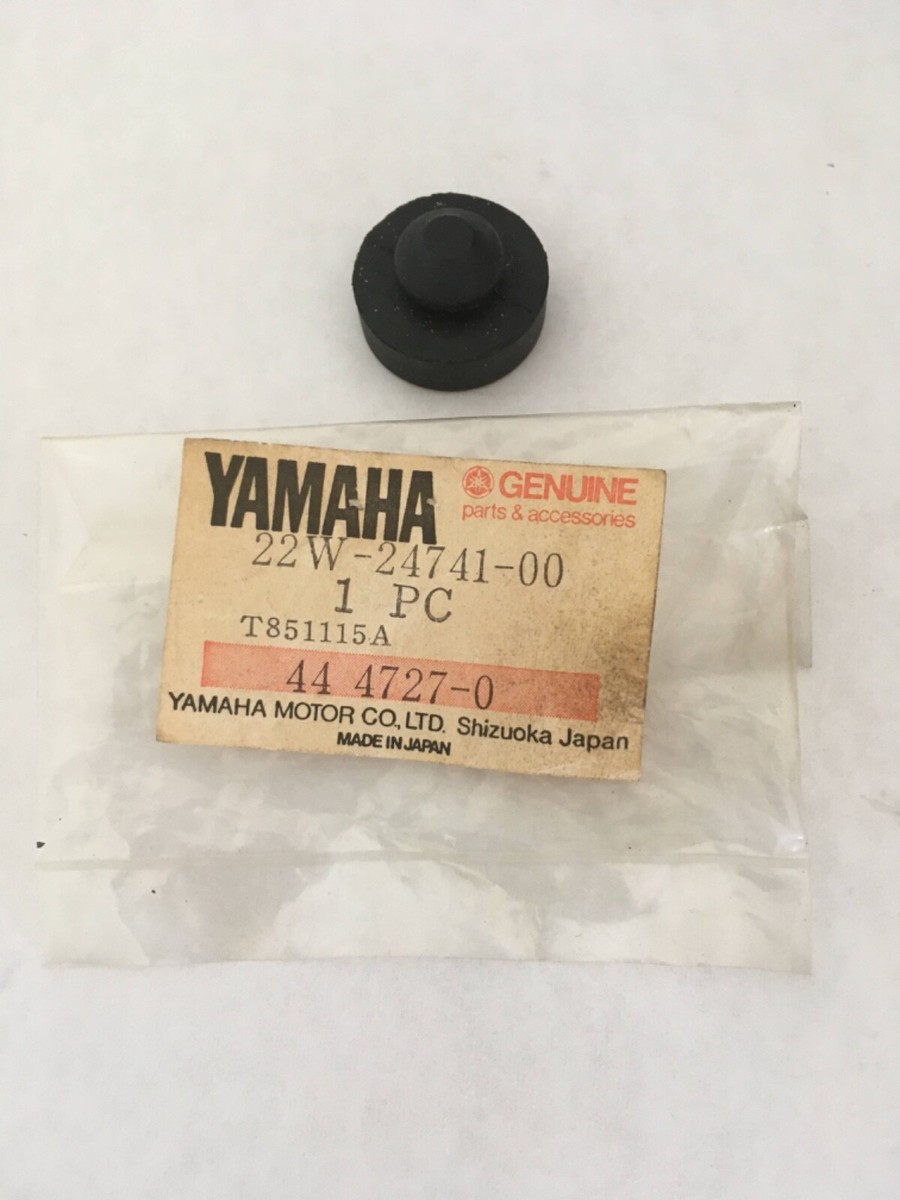 YAMAHA GENUINE
parts & accessories
22W-24741-00
1 PC
T851115A
44 4727-0
YAMAHA MOTOR CO., LTD. Shizuoka Japan
MADE IN JAPAN